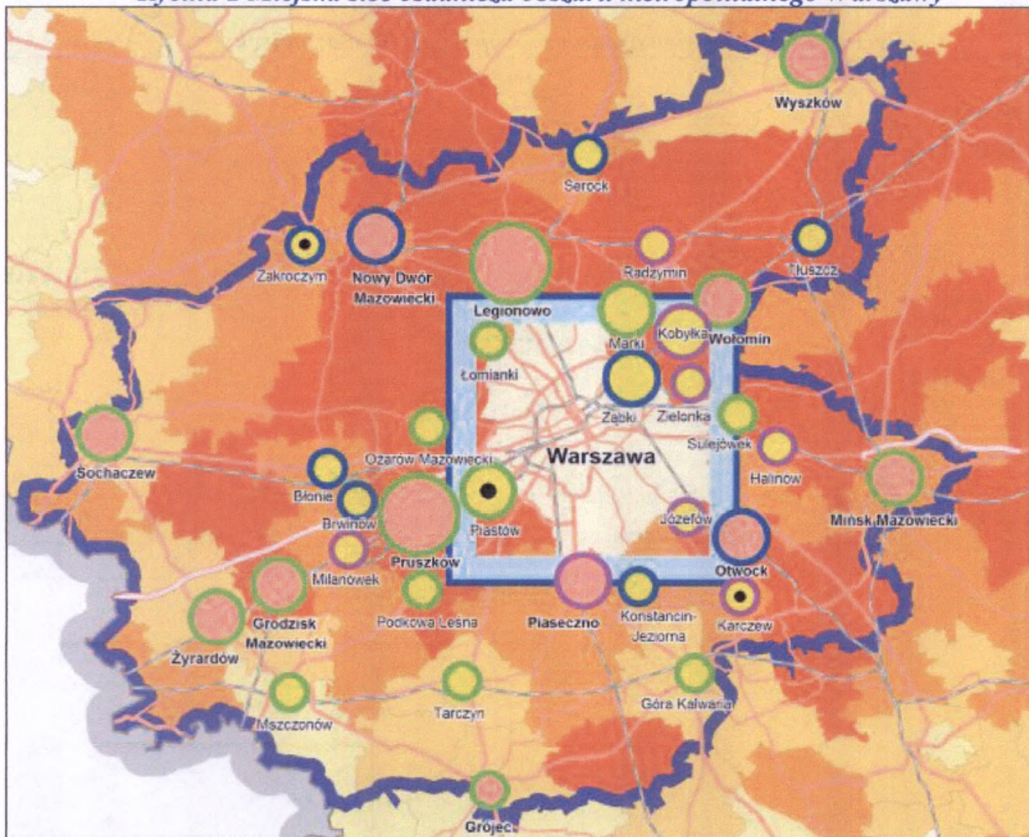 Wyszków
Serock
Zakroczym
Nowy Dwór
Mazowiecki
Legionowo
Radzymin
Tłuszcz
Kobyłka
Wołomin
Marki
Łomianki
Ząbki
Zielonka
Sulejówek
Sochaczew
Ożarów Mazowiecki
Warszawa
Halinów
Błonie
Brwinów
Piastów
Józefów
Mińsk Mazowiecki
Pruszków
Milanówek
Otwock
Grodzisk
Mazowiecki
Podkowa Leśna
Piaseczno
Konstancin-
Jeziorna
Karczew
Żyrardów
Mszczonów
Tarczyn
Góra Kalwaria
Grójec